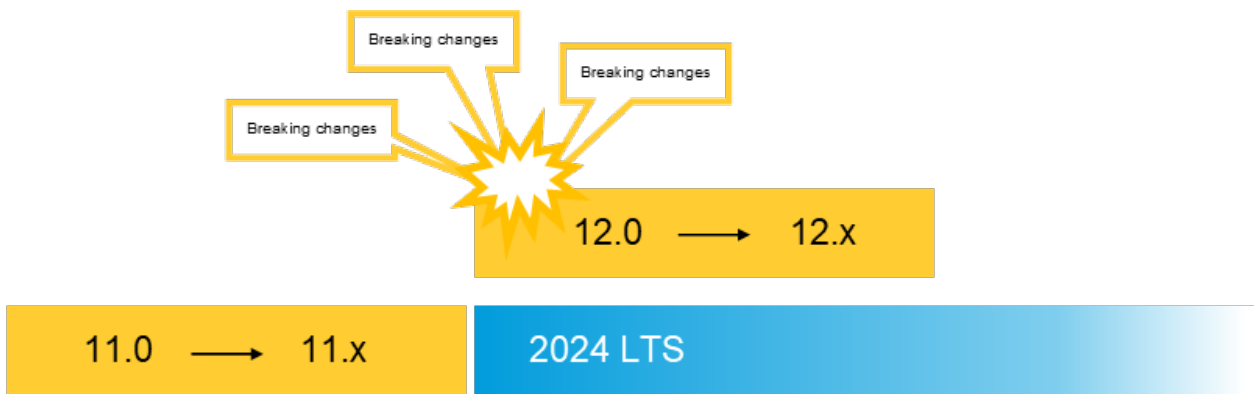 Breaking changes
Breaking changes
Breaking changes
12.0 → 12.x
11.0 → 11.x
2024 LTS